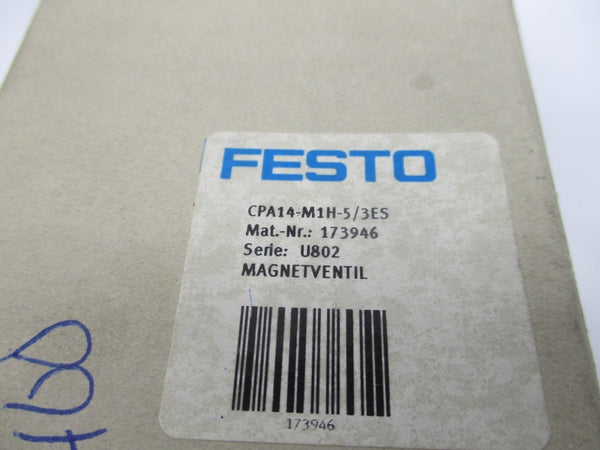 FESTO
CPA14-M1H-5/3ES
Mat.-Nr.: 173946
Serie: U802
MAGNETVENTIL
173946